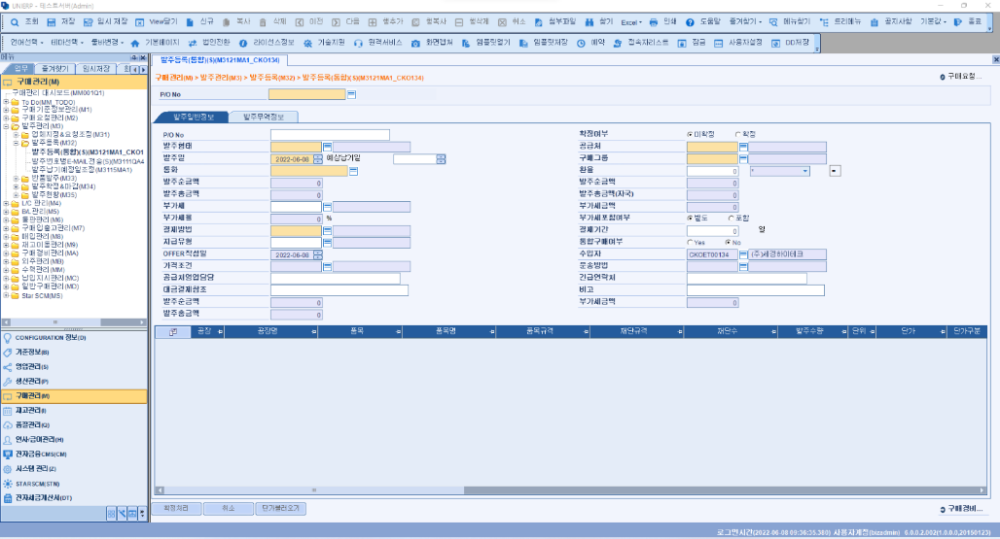 UNIERP - 테스트서버(Admin)
조회 저장 임시 저장 View닫기 신규 복사 삭제 이전 다음 행추가 행복사 행삭제 취소 첨부파일 찾기 Excel 인쇄 도움말 즐겨찾기 메뉴찾기 트리메뉴 공지사항 기본값 종료
언어선택 테마선택 툴바변경 기본페이지 법인전환 라이선스정보 기술지원 원격서비스 화면캡쳐 템플릿열기 템플릿저장 예약 접속자리스트 잠금 사용자설정 DD저장
메뉴
업무 즐겨찾기 임시저장
구매관리(M)
구매관리 대시보드(MM001Q1)
To Do(MM_TODO)
구매기준정보관리(M1)
구매요청관리(M2)
발주관리(M3)
업체지정&요청조정(M31)
발주등록(M32)
발주등록(통합)(S)(M3121MA1_CKO1
발주번호별E-MAIL전송(S)(M3111QA4
발주납기예정일조정(M3115MA1)
반품발주(M33)
발주확정&마감(M34)
발주현황(M35)
L/C 관리(M4)
B/L관리(M5)
통관관리(M6)
구매입출고관리(M7)
매입관리(M8)
재고이동관리(M9)
구매경비관리(MA)
외주관리(MB)
수책관리(MM)
납입지시관리(MC)
일반구매관리(MD)
Star SCM(MS)
CONFIGURATION 정보(D)
기준정보(B)
영업관리(S)
생산관리(P)
구매관리(M)
재고관리(I)
품질관리(Q)
인사/급여관리(H)
전자금융CMS(CM)
시스템 관리(Z)
STARSCM(STN)
전자세금계산서(DT)
발주등록(통합)(S)(M3121MA1_CKO134)
구매관리(M) > 발주관리(M3) > 발주등록(M32) > 발주등록(통합)(S)(M3121MA1_CKO134)
구매요청...
P/O No
발주일반정보 발주무역정보
P/O No 확정여부 미확정 확정
발주형태 공급처
발주일 2022-06-08 예상납기일 구매그룹
통화 환율 0 *
발주순금액 0 발주순금액 0
발주총금액 0 발주총금액(자국) 0
부가세 부가세금액 0
부가세율 0 % 부가세포함여부 별도 포함
결제방법 결제기간 0 일
지급유형 통합구매여부 Yes No
OFFER작성일 2022-06-08 수입자 CKOET00134 (주)세경하이테크
가격조건 운송방법
공급처영업담당 긴급연락처
대금결제참조 비고
발주순금액 0 부가세금액 0
발주총금액 0
공장 공장명 품목 품목명 품목규격 재단규격 재단수 발주수량 단위 단가 단가구분
확정처리 취소 단가불러오기
구매경비...
로그인시간(2022-06-08 09:36:35.380) 사용자계정(bizadmin) 6.0.0.2.002(1.0.0.0,20150123)